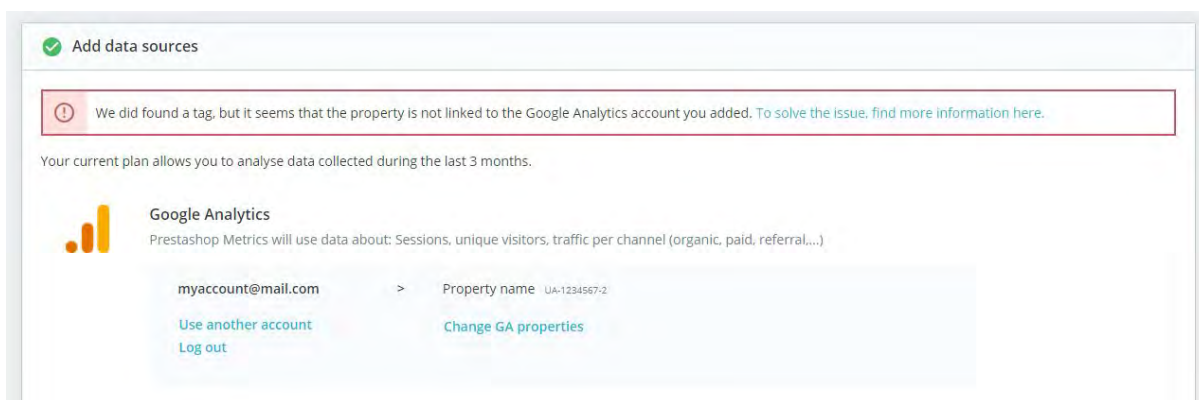 Add data sources
We did found a tag, but it seems that the property is not linked to the Google Analytics account you added. To solve the issue, find more information here.
Your current plan allows you to analyse data collected during the last 3 months.
Google Analytics
Prestashop Metrics will use data about: Sessions, unique visitors, traffic per channel (organic, paid, referral,...)
myaccount@mail.com > Property name UA-1234567-2
Use another account Change GA properties
Log out